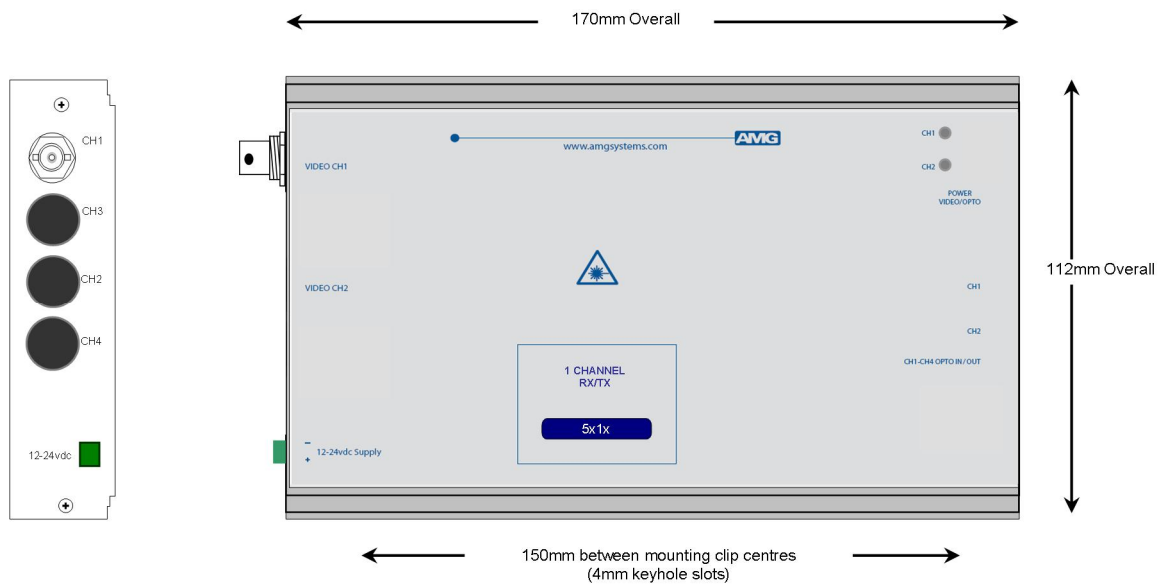 170mm Overall
CH1
CH3
CH2
CH4
12-24vdc
www.amgsystems.com
AMG
VIDEO CH1
VIDEO CH2
CH1
CH2
POWER
VIDEO/OPTO
CH1
CH2
CH1-CH4 OPTO IN/OUT
1 CHANNEL
RX/TX
5x1x
−
+
12-24vdc Supply
112mm Overall
150mm between mounting clip centres
(4mm keyhole slots)